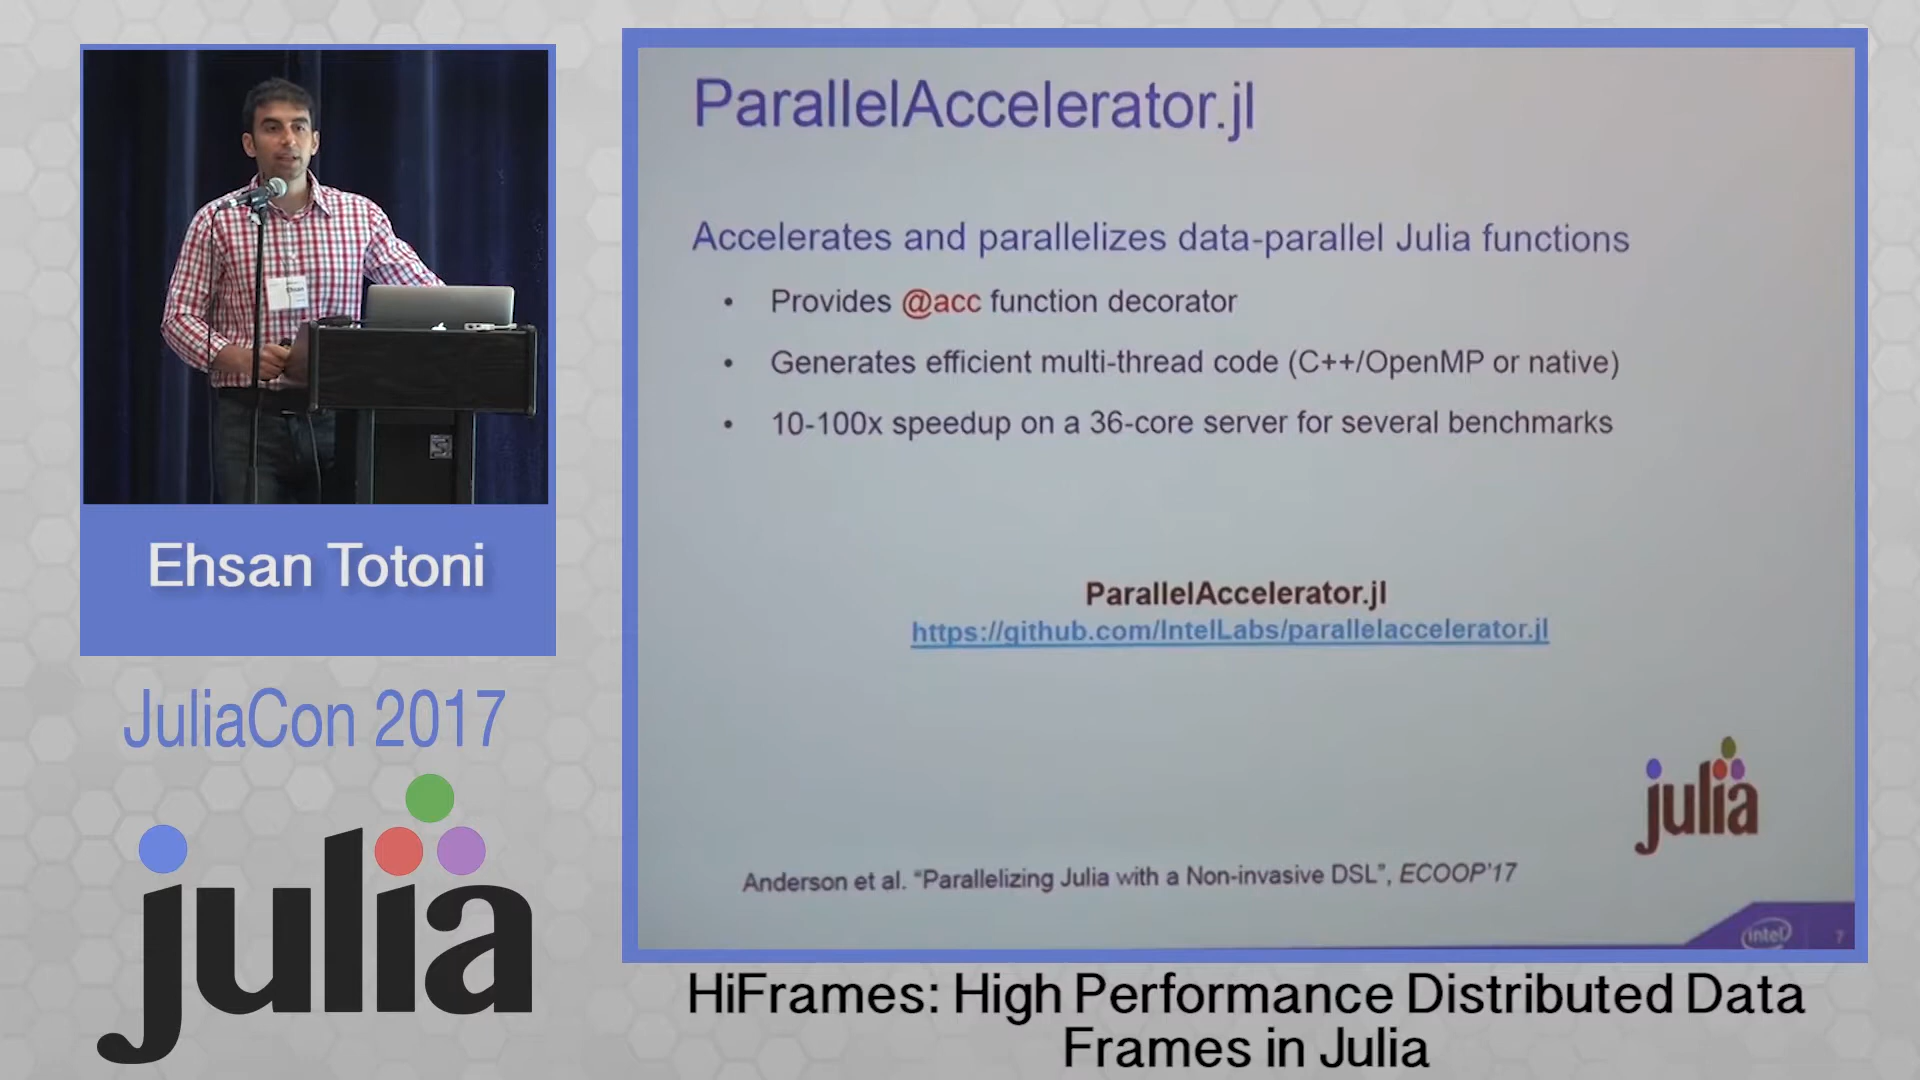 ParallelAccelerator.jl
Accelerates and parallelizes data-parallel Julia functions
• Provides @acc function decorator
• Generates efficient multi-thread code (C++/OpenMP or native)
• 10-100x speedup on a 36-core server for several benchmarks
ParallelAccelerator.jl
https://github.com/IntelLabs/parallelaccelerator.jl
julia
Anderson et al. “Parallelizing Julia with a Non-invasive DSL”, ECOOP’17
intel
7
Ehsan
Ehsan Totoni
JuliaCon 2017
julia
HiFrames: High Performance Distributed Data
Frames in Julia